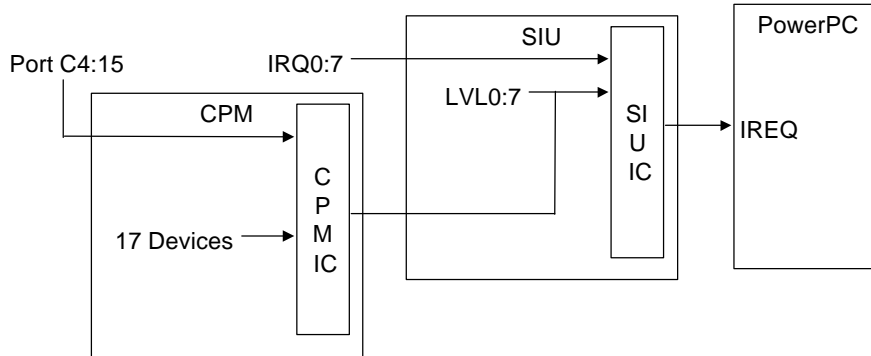 PowerPC
SIU
Port C4:15
IRQ0:7
LVL0:7
CPM
SI
U
IC
IREQ
C
P
M
IC
17 Devices